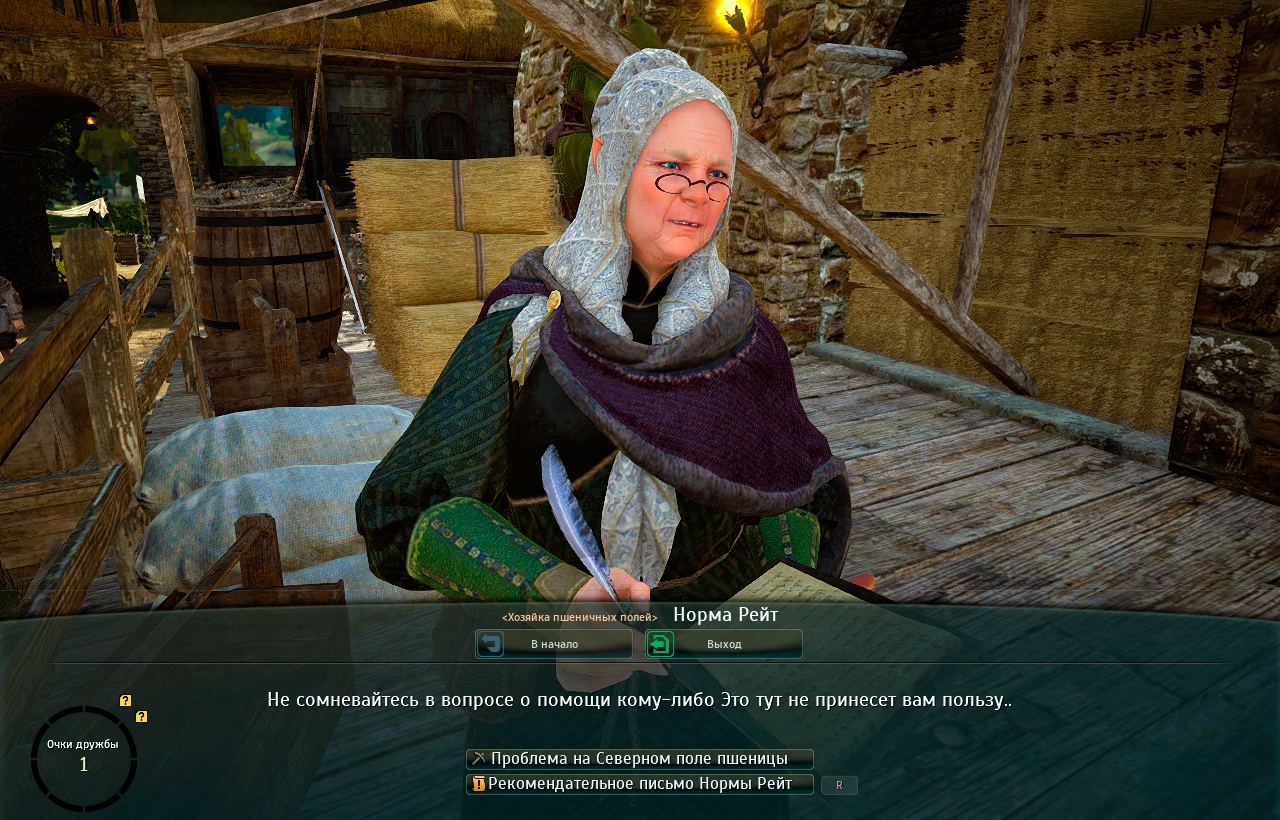 <Хозяйка пшеничных полей> Норма Рейт
В начало
Выход
Не сомневайтесь в вопросе о помощи кому-либо Это тут не принесет вам пользу..
?
?
Очки дружбы
1
Проблема на Северном поле пшеницы
Рекомендательное письмо Нормы Рейт
R